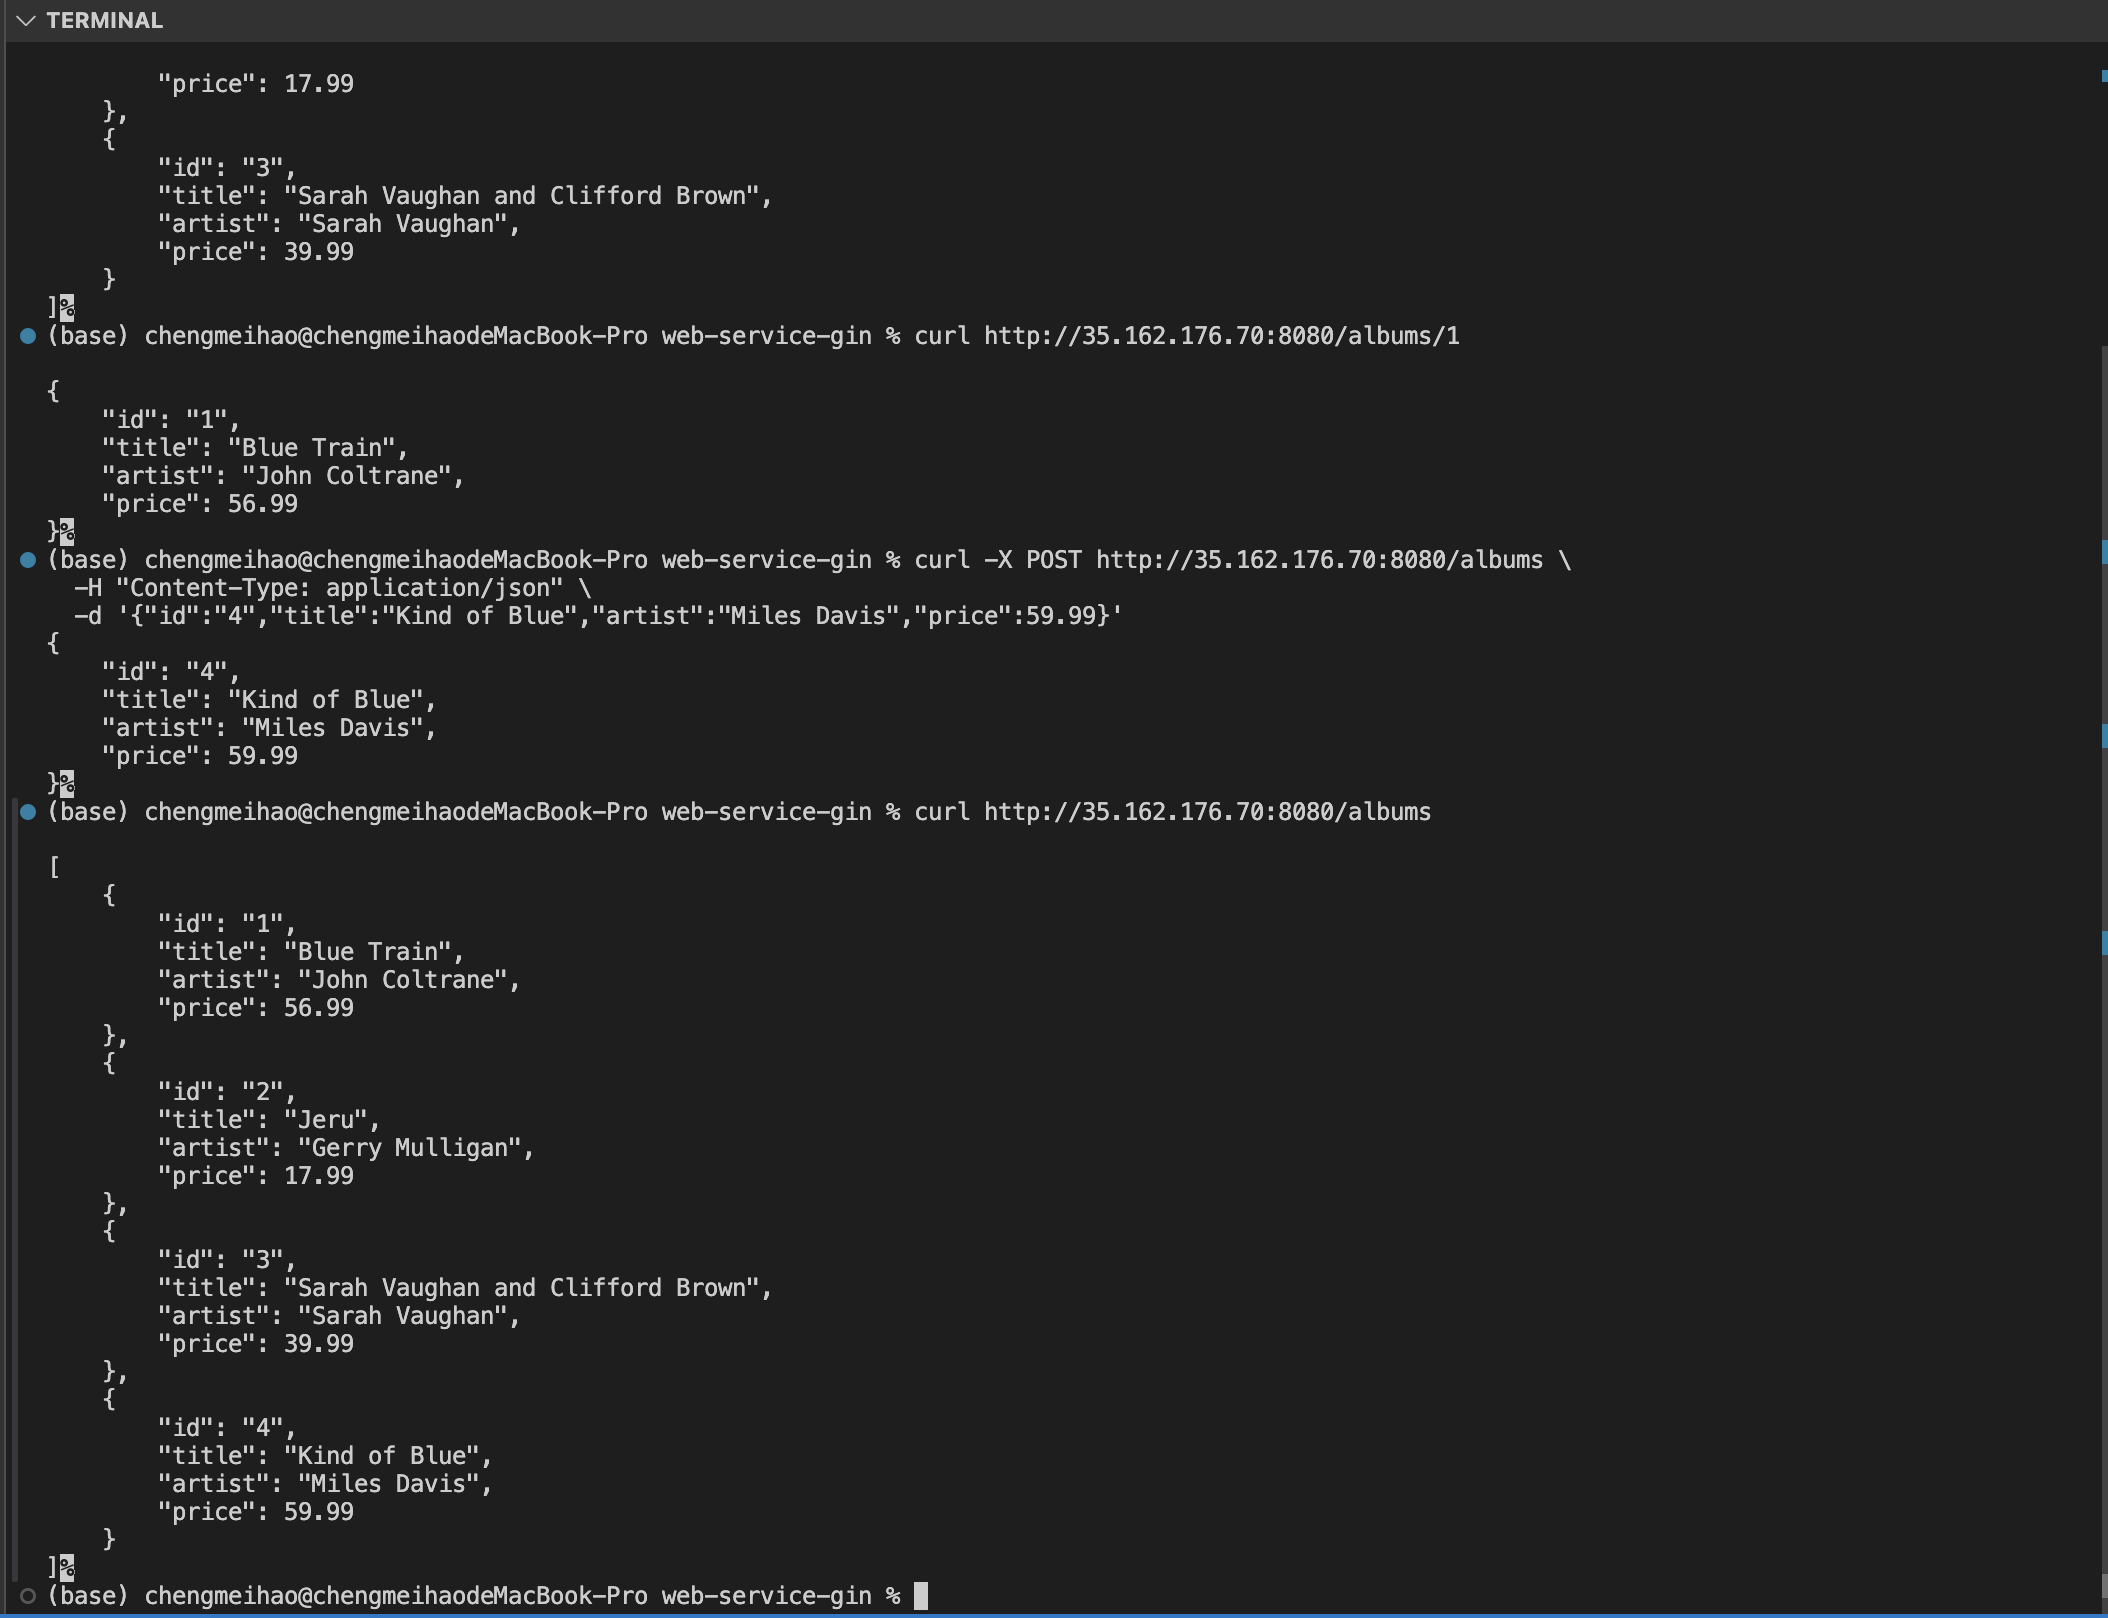 TERMINAL
        "price": 17.99
    },
    {
        "id": "3",
        "title": "Sarah Vaughan and Clifford Brown",
        "artist": "Sarah Vaughan",
        "price": 39.99
    }
]%
(base) chengmeihao@chengmeihaodeMacBook-Pro web-service-gin % curl http://35.162.176.70:8080/albums/1
{
    "id": "1",
    "title": "Blue Train",
    "artist": "John Coltrane",
    "price": 56.99
}%
(base) chengmeihao@chengmeihaodeMacBook-Pro web-service-gin % curl -X POST http://35.162.176.70:8080/albums \
  -H "Content-Type: application/json" \
  -d '{"id":"4","title":"Kind of Blue","artist":"Miles Davis","price":59.99}'
{
    "id": "4",
    "title": "Kind of Blue",
    "artist": "Miles Davis",
    "price": 59.99
}%
(base) chengmeihao@chengmeihaodeMacBook-Pro web-service-gin % curl http://35.162.176.70:8080/albums
[
    {
        "id": "1",
        "title": "Blue Train",
        "artist": "John Coltrane",
        "price": 56.99
    },
    {
        "id": "2",
        "title": "Jeru",
        "artist": "Gerry Mulligan",
        "price": 17.99
    },
    {
        "id": "3",
        "title": "Sarah Vaughan and Clifford Brown",
        "artist": "Sarah Vaughan",
        "price": 39.99
    },
    {
        "id": "4",
        "title": "Kind of Blue",
        "artist": "Miles Davis",
        "price": 59.99
    }
]%
(base) chengmeihao@chengmeihaodeMacBook-Pro web-service-gin %